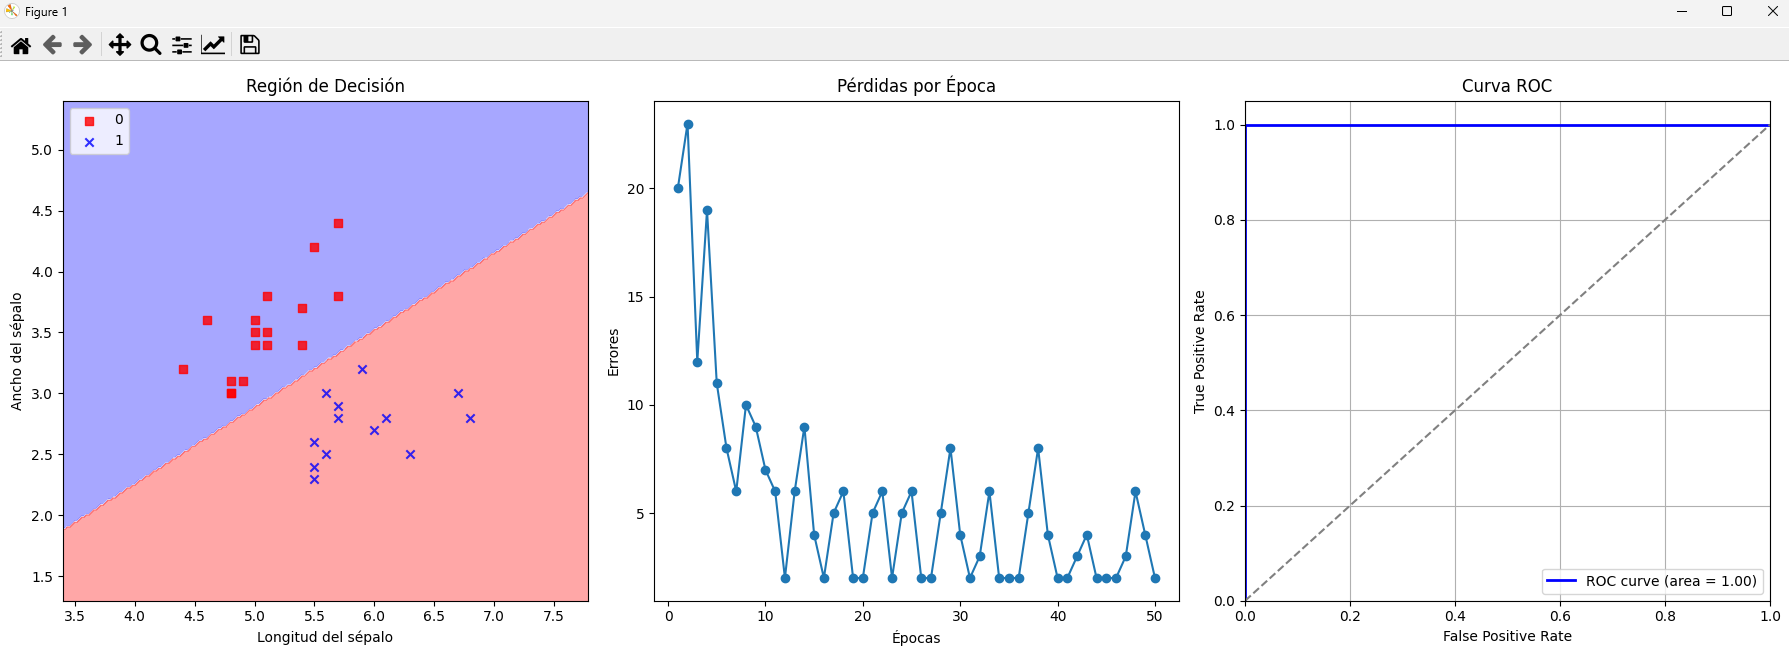 Figure 1
Región de Decisión
0
1
5.0
4.5
4.0
3.5
3.0
2.5
2.0
1.5
Ancho del sépalo
3.5 4.0 4.5 5.0 5.5 6.0 6.5 7.0 7.5
Longitud del sépalo
Pérdidas por Época
20
15
10
5
Errores
0 10 20 30 40 50
Épocas
Curva ROC
1.0
0.8
0.6
0.4
0.2
0.0
True Positive Rate
ROC curve (area = 1.00)
0.0 0.2 0.4 0.6 0.8 1.0
False Positive Rate